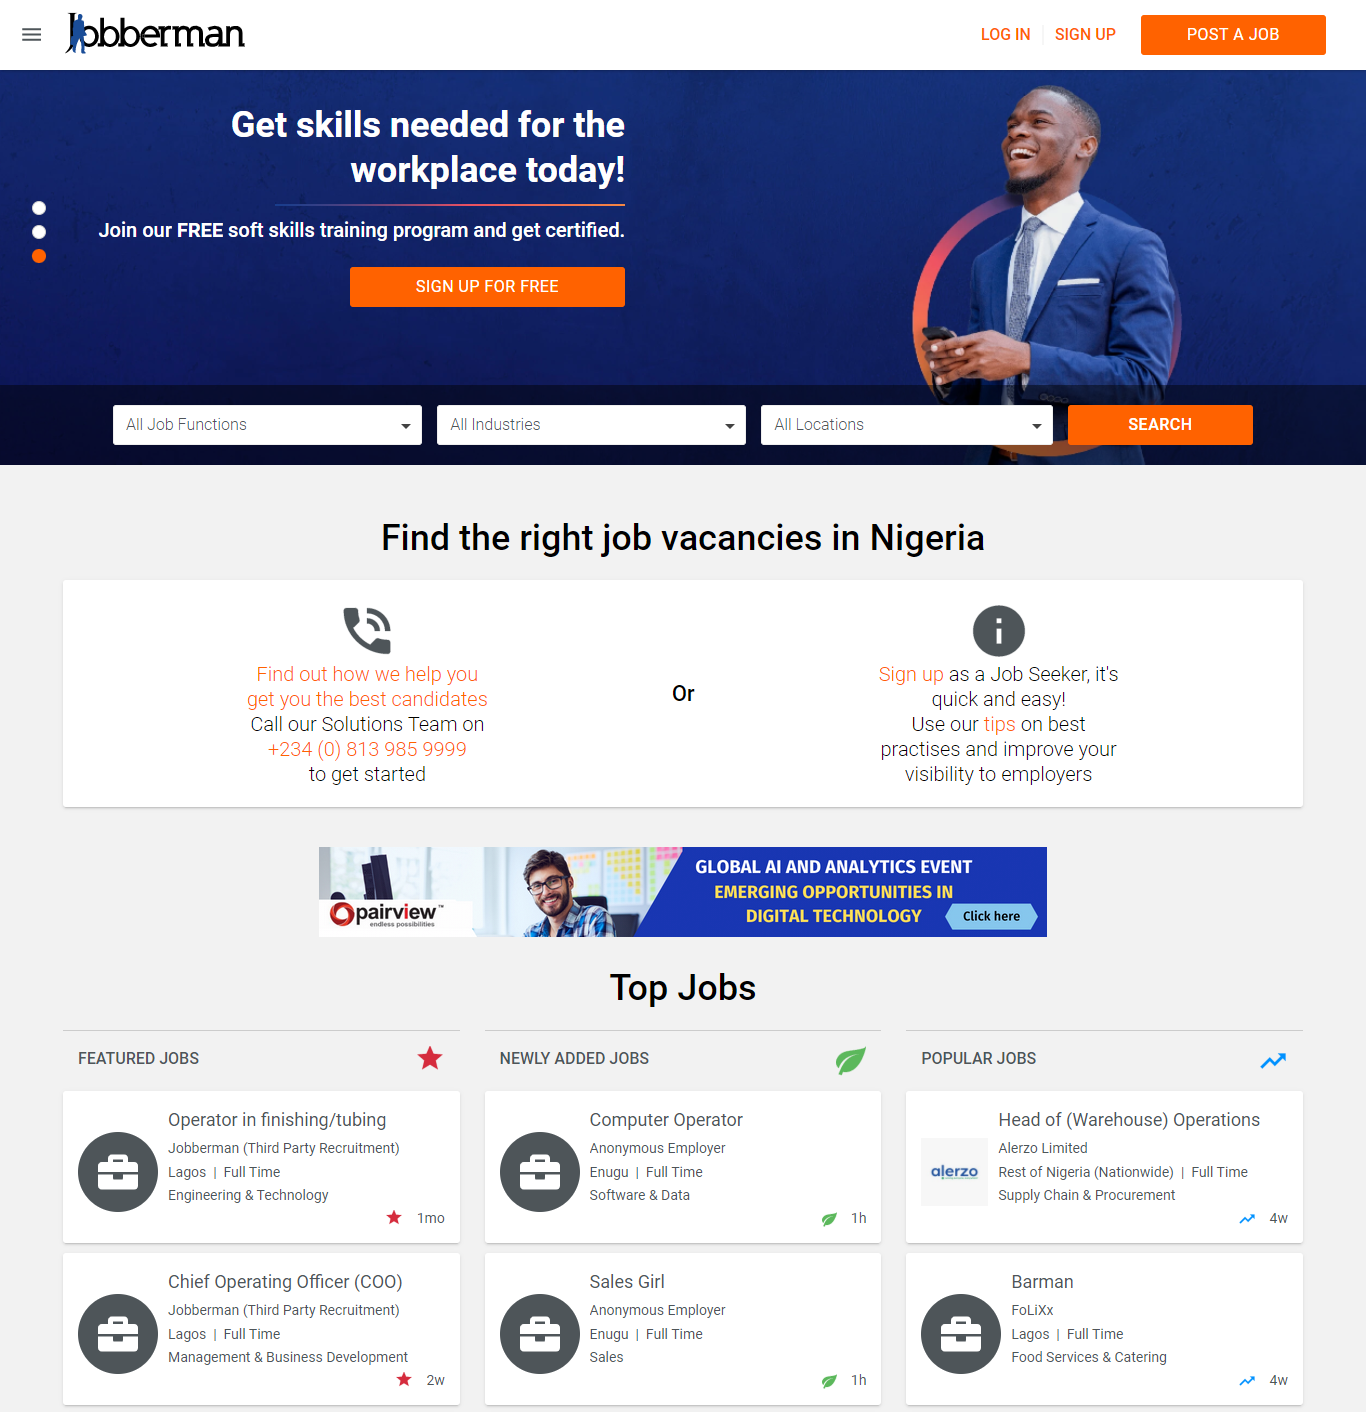 Jobberman
LOG IN
SIGN UP
POST A JOB
Get skills needed for the
workplace today!
Join our FREE soft skills training program and get certified.
SIGN UP FOR FREE
All Job Functions
All Industries
All Locations
SEARCH
Find the right job vacancies in Nigeria
Find out how we help you
get you the best candidates
Call our Solutions Team on
+234 (0) 813 985 9999
to get started
Or
Sign up as a Job Seeker, it's
quick and easy!
Use our tips on best
practises and improve your
visibility to employers
Opairview™
endless possibilities
GLOBAL AI AND ANALYTICS EVENT
EMERGING OPPORTUNITIES IN
DIGITAL TECHNOLOGY
Click here
Top Jobs
FEATURED JOBS
Operator in finishing/tubing
Jobberman (Third Party Recruitment)
Lagos | Full Time
Engineering & Technology
1mo
Chief Operating Officer (COO)
Jobberman (Third Party Recruitment)
Lagos | Full Time
Management & Business Development
2w
NEWLY ADDED JOBS
Computer Operator
Anonymous Employer
Enugu | Full Time
Software & Data
1h
Sales Girl
Anonymous Employer
Enugu | Full Time
Sales
1h
POPULAR JOBS
alerzo
Head of (Warehouse) Operations
Alerzo Limited
Rest of Nigeria (Nationwide) | Full Time
Supply Chain & Procurement
4w
Barman
FoLiXx
Lagos | Full Time
Food Services & Catering
4w